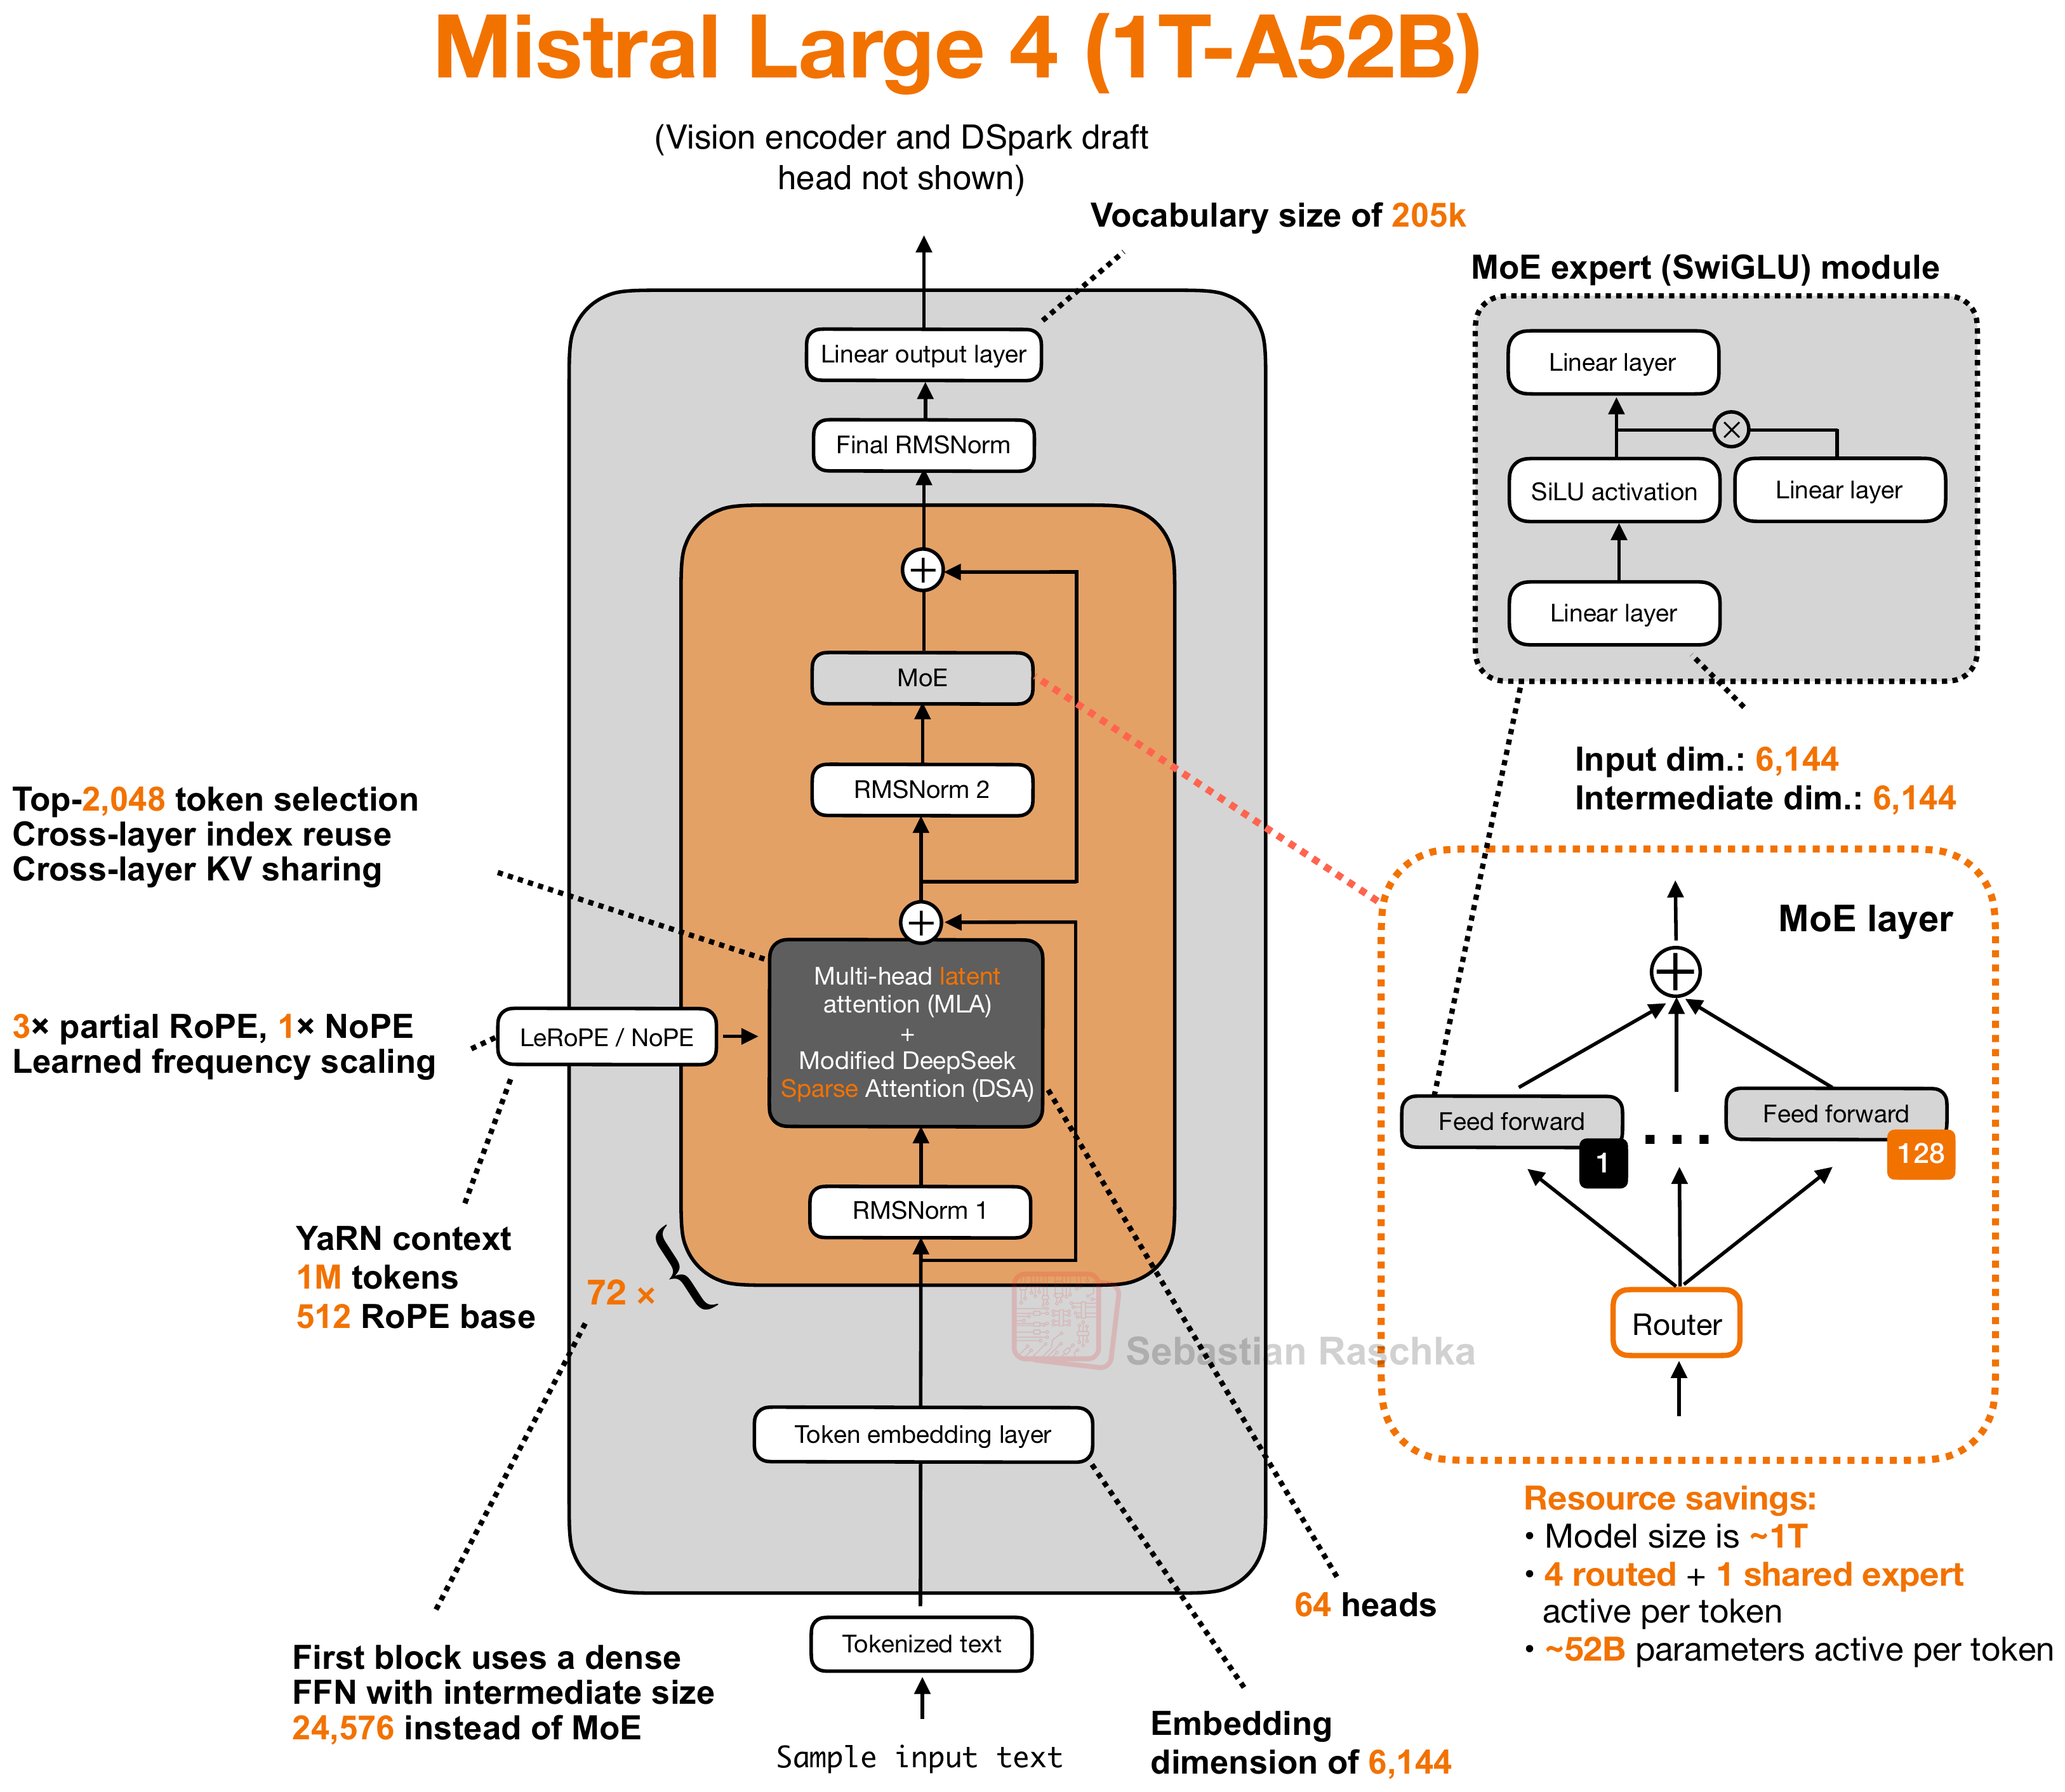 Mistral Large 4 (1T-A52B)
(Vision encoder and DSpark draft
head not shown)
Vocabulary size of 205k
Linear output layer
Final RMSNorm
MoE
RMSNorm 2
Top-2,048 token selection
Cross-layer index reuse
Cross-layer KV sharing
Multi-head latent
attention (MLA)
+
Modified DeepSeek
Sparse Attention (DSA)
3× partial RoPE, 1× NoPE
Learned frequency scaling
LeRoPE / NoPE
RMSNorm 1
YaRN context
1M tokens
512 RoPE base
72 ×
Sebastian Raschka
Token embedding layer
64 heads
Tokenized text
First block uses a dense
FFN with intermediate size
24,576 instead of MoE
Sample input text
Embedding
dimension of 6,144
MoE expert (SwiGLU) module
Linear layer
SiLU activation
Linear layer
Linear layer
Input dim.: 6,144
Intermediate dim.: 6,144
MoE layer
Feed forward
1
. . .
Feed forward
128
Router
Resource savings:
• Model size is ~1T
• 4 routed + 1 shared expert
active per token
• ~52B parameters active per token